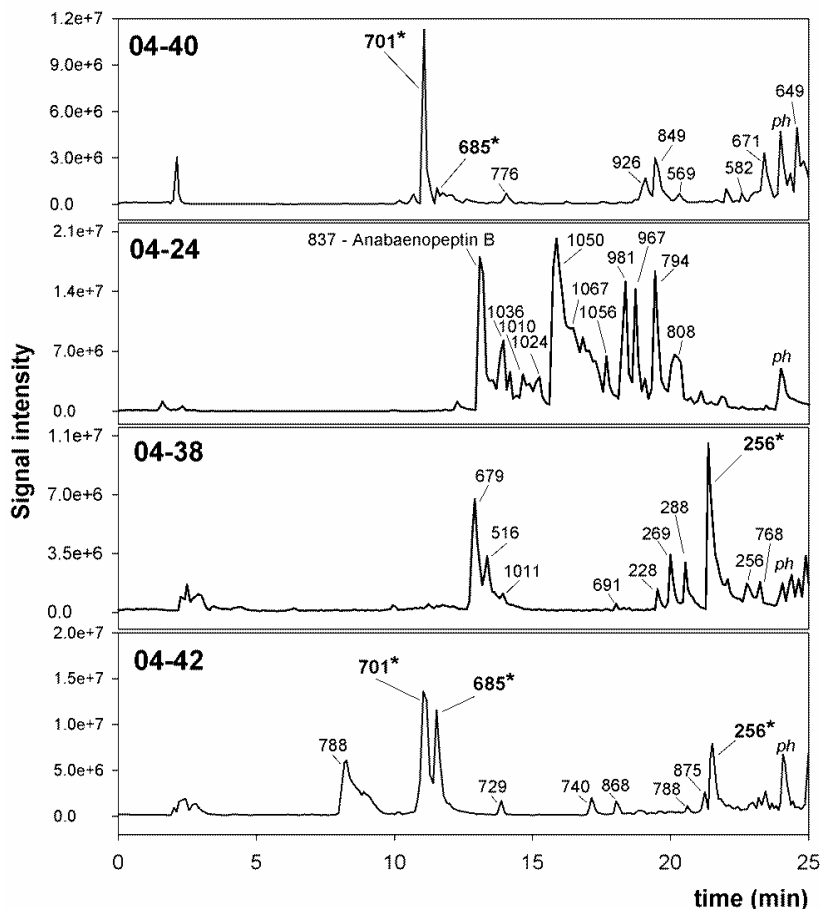 Signal intensity
1.2e+7
9.0e+6
6.0e+6
3.0e+6
0.0
04-40
701*
685*
776
926
849
569
582
671
ph
649
2.1e+7
1.4e+7
7.0e+6
0.0
04-24
837 - Anabaenopeptin B
1036
1010
1024
1050
1067
1056
981
967
794
808
ph
1.1e+7
7.0e+6
3.5e+6
0.0
04-38
679
516
1011
691
228
269
288
256*
256
768
ph
2.0e+7
1.5e+7
1.0e+7
5.0e+6
0.0
04-42
788
701*
685*
729
740
868
788
875
256*
ph
0 5 10 15 20 25
time (min)